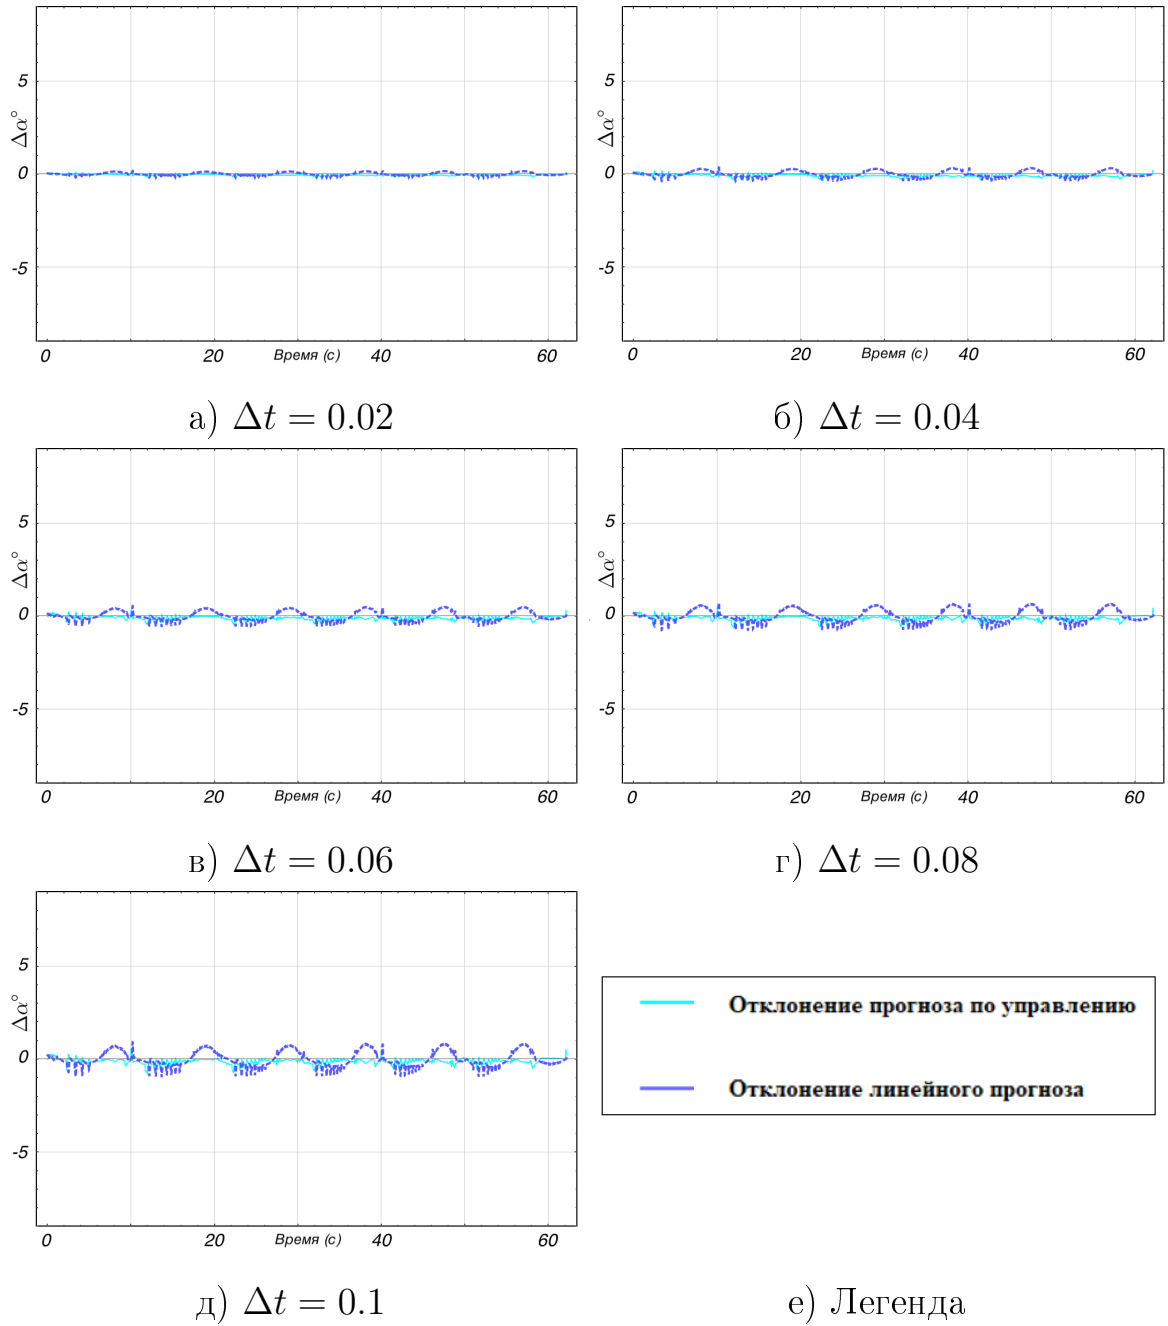 5
Δα°
0
-5
0 20 Время (с) 40 60
а) Δt = 0.02
5
Δα°
0
-5
0 20 Время (с) 40 60
б) Δt = 0.04
5
Δα°
0
-5
0 20 Время (с) 40 60
в) Δt = 0.06
5
Δα°
0
-5
0 20 Время (с) 40 60
г) Δt = 0.08
5
Δα°
0
-5
0 20 Время (с) 40 60
д) Δt = 0.1
Отклонение прогноза по управлению
Отклонение линейного прогноза
е) Легенда